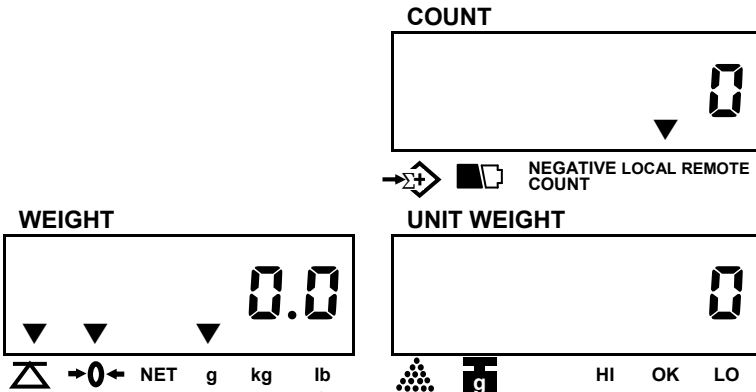 COUNT
0
NEGATIVE LOCAL REMOTE
COUNT
WEIGHT
0.0
NET g kg lb
UNIT WEIGHT
0
g HI OK LO